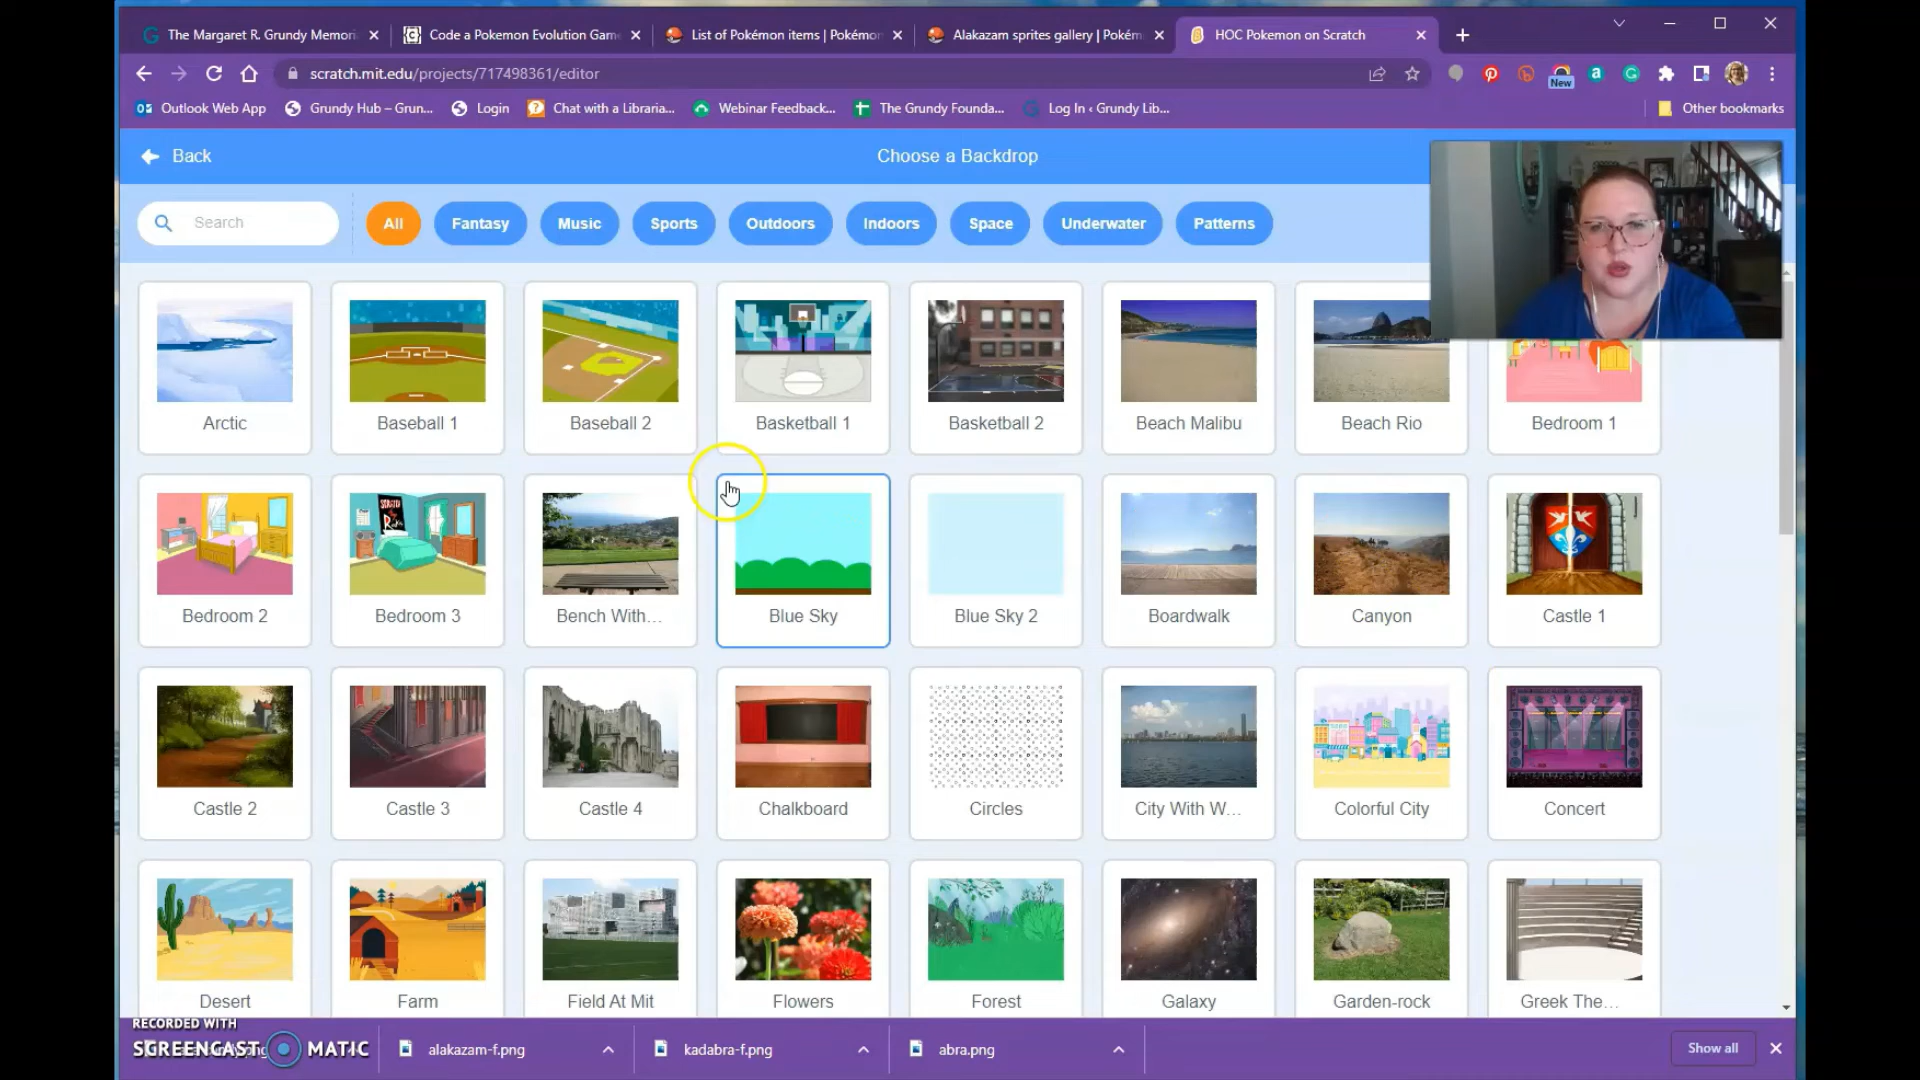 The Margaret R. Grundy Memori
Code a Pokemon Evolution Gam
List of Pokémon items | Pokémo
Alakazam sprites gallery | Pokém
HOC Pokemon on Scratch
scratch.mit.edu/projects/717498361/editor
New
Outlook Web App
Grundy Hub – Grun...
Login
Chat with a Libraria...
Webinar Feedback...
The Grundy Founda...
Log In ‹ Grundy Lib...
Other bookmarks
Back
Choose a Backdrop
Search
All
Fantasy
Music
Sports
Outdoors
Indoors
Space
Underwater
Patterns
Arctic
Baseball 1
Baseball 2
Basketball 1
Basketball 2
Beach Malibu
Beach Rio
Bedroom 1
Bedroom 2
Bedroom 3
Bench With...
Blue Sky
Blue Sky 2
Boardwalk
Canyon
Castle 1
Castle 2
Castle 3
Castle 4
Chalkboard
Circles
City With W...
Colorful City
Concert
Desert
Farm
Field At Mit
Flowers
Forest
Galaxy
Garden-rock
Greek The...
RECORDED WITH
SCREENCAST MATIC
alakazam-f.png
kadabra-f.png
abra.png
Show all